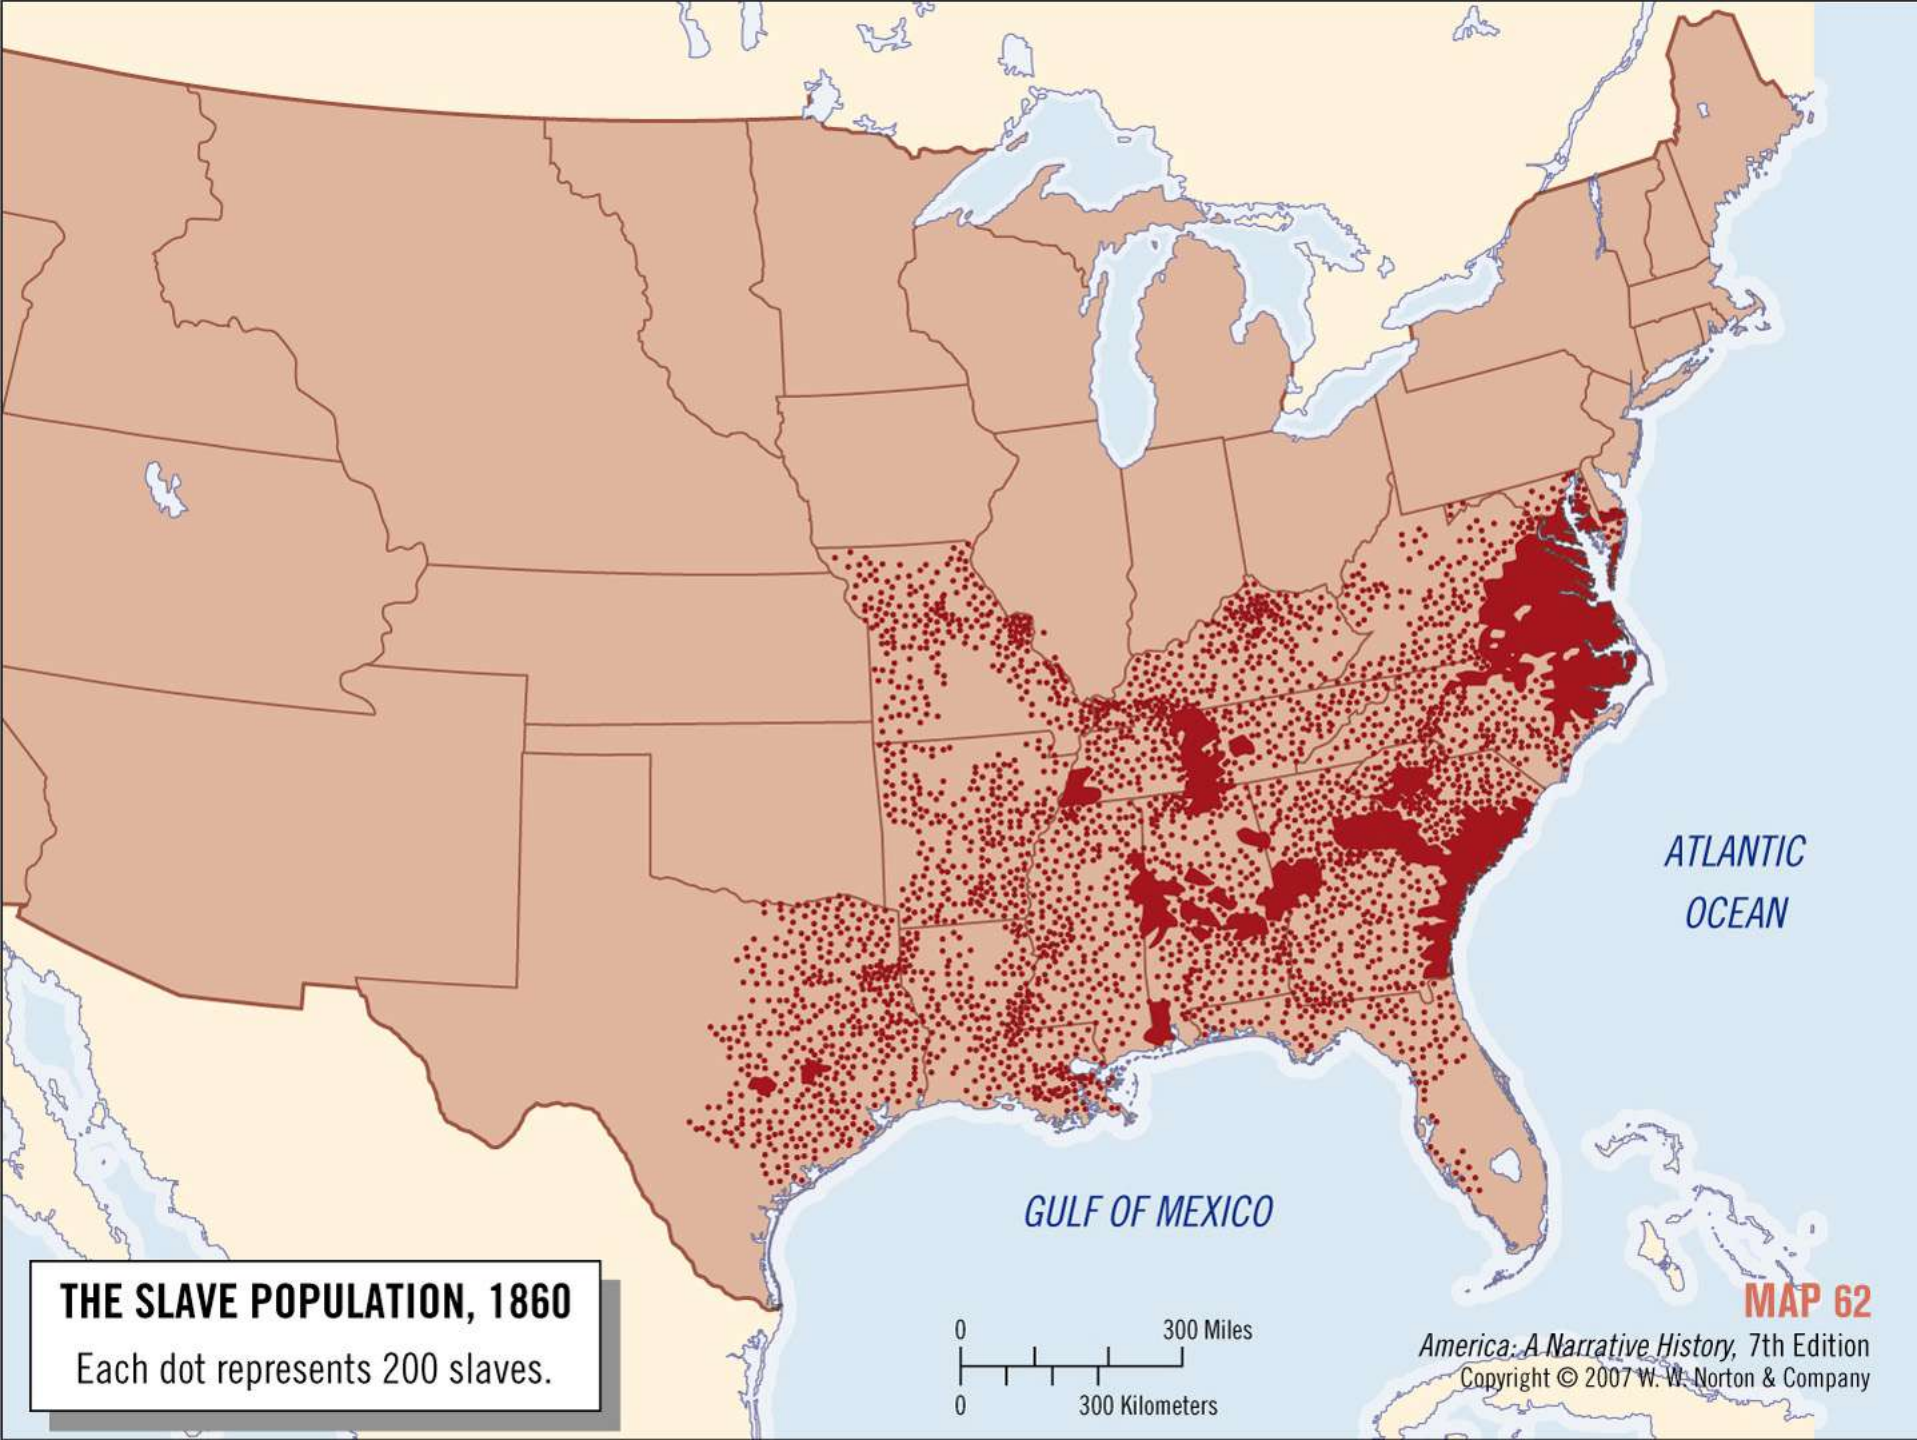 ATLANTIC
OCEAN
GULF OF MEXICO
THE SLAVE POPULATION, 1860
Each dot represents 200 slaves.
0 300 Miles
0 300 Kilometers
MAP 62
America: A Narrative History, 7th Edition
Copyright © 2007 W. W. Norton & Company